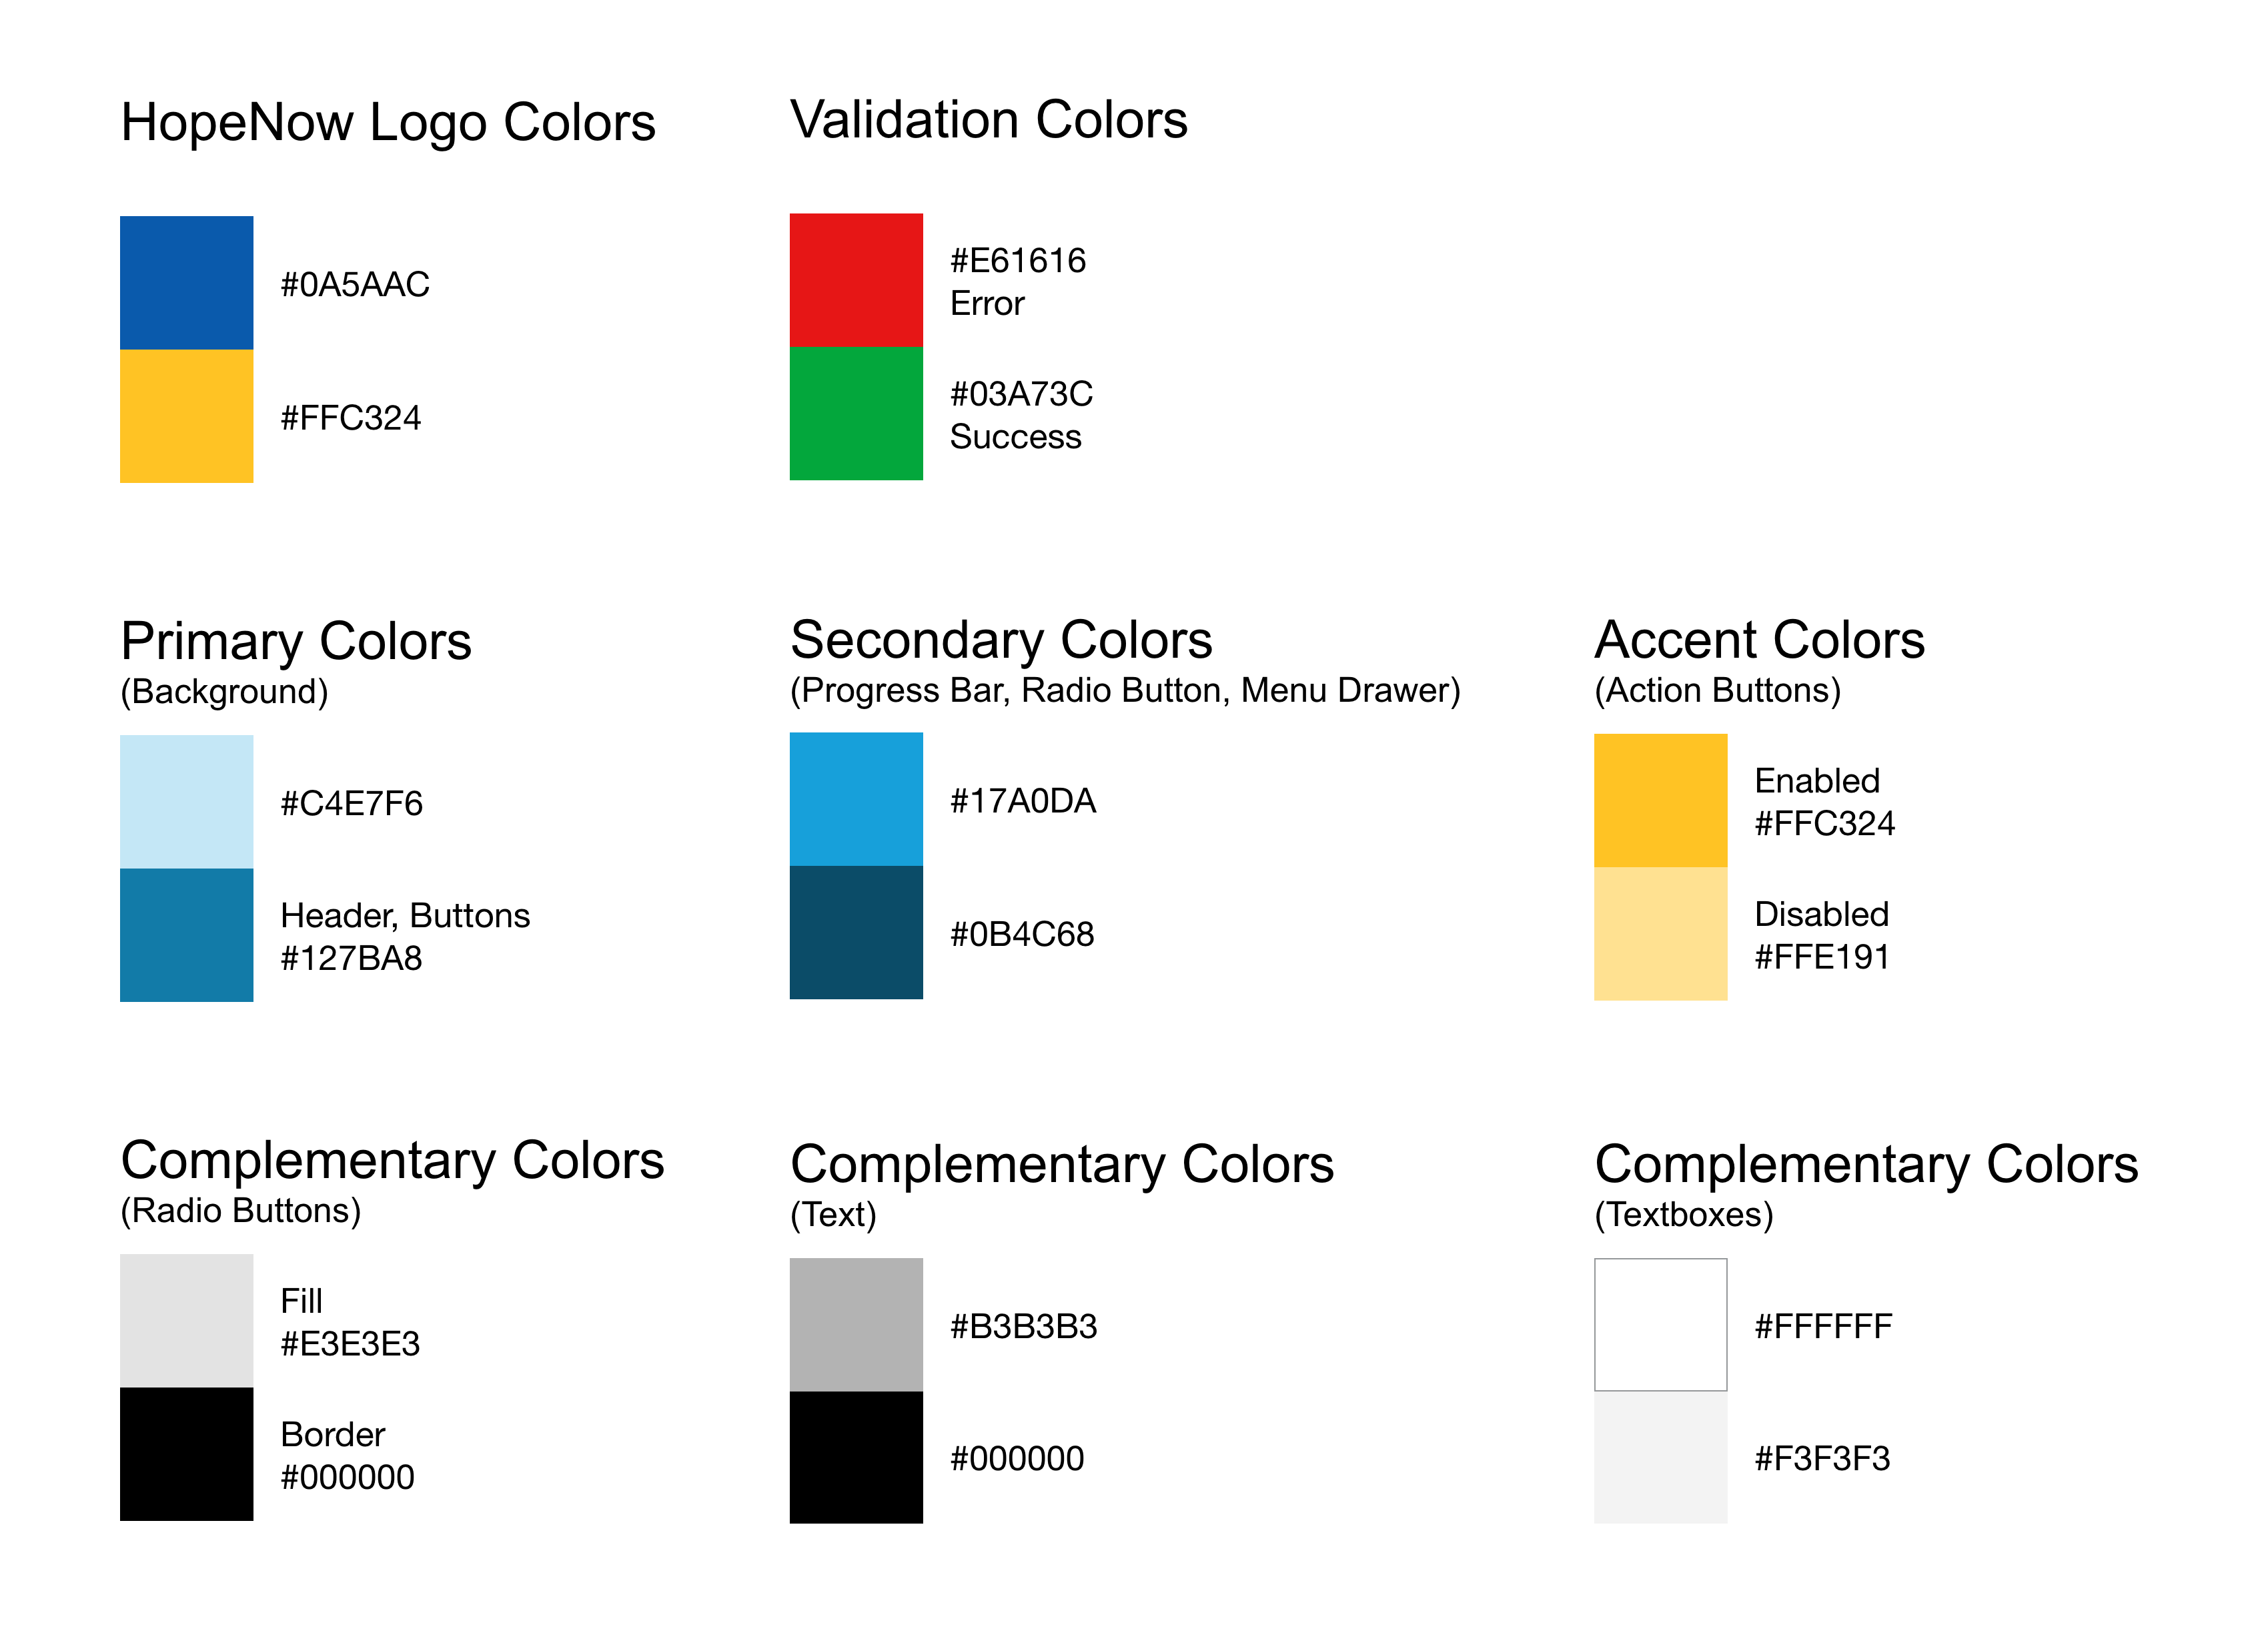 HopeNow Logo Colors
#0A5AAC
#FFC324
Validation Colors
#E61616
Error
#03A73C
Success
Primary Colors
(Background)
#C4E7F6
Header, Buttons
#127BA8
Secondary Colors
(Progress Bar, Radio Button, Menu Drawer)
#17A0DA
#0B4C68
Accent Colors
(Action Buttons)
Enabled
#FFC324
Disabled
#FFE191
Complementary Colors
(Radio Buttons)
Fill
#E3E3E3
Border
#000000
Complementary Colors
(Text)
#B3B3B3
#000000
Complementary Colors
(Textboxes)
#FFFFFF
#F3F3F3